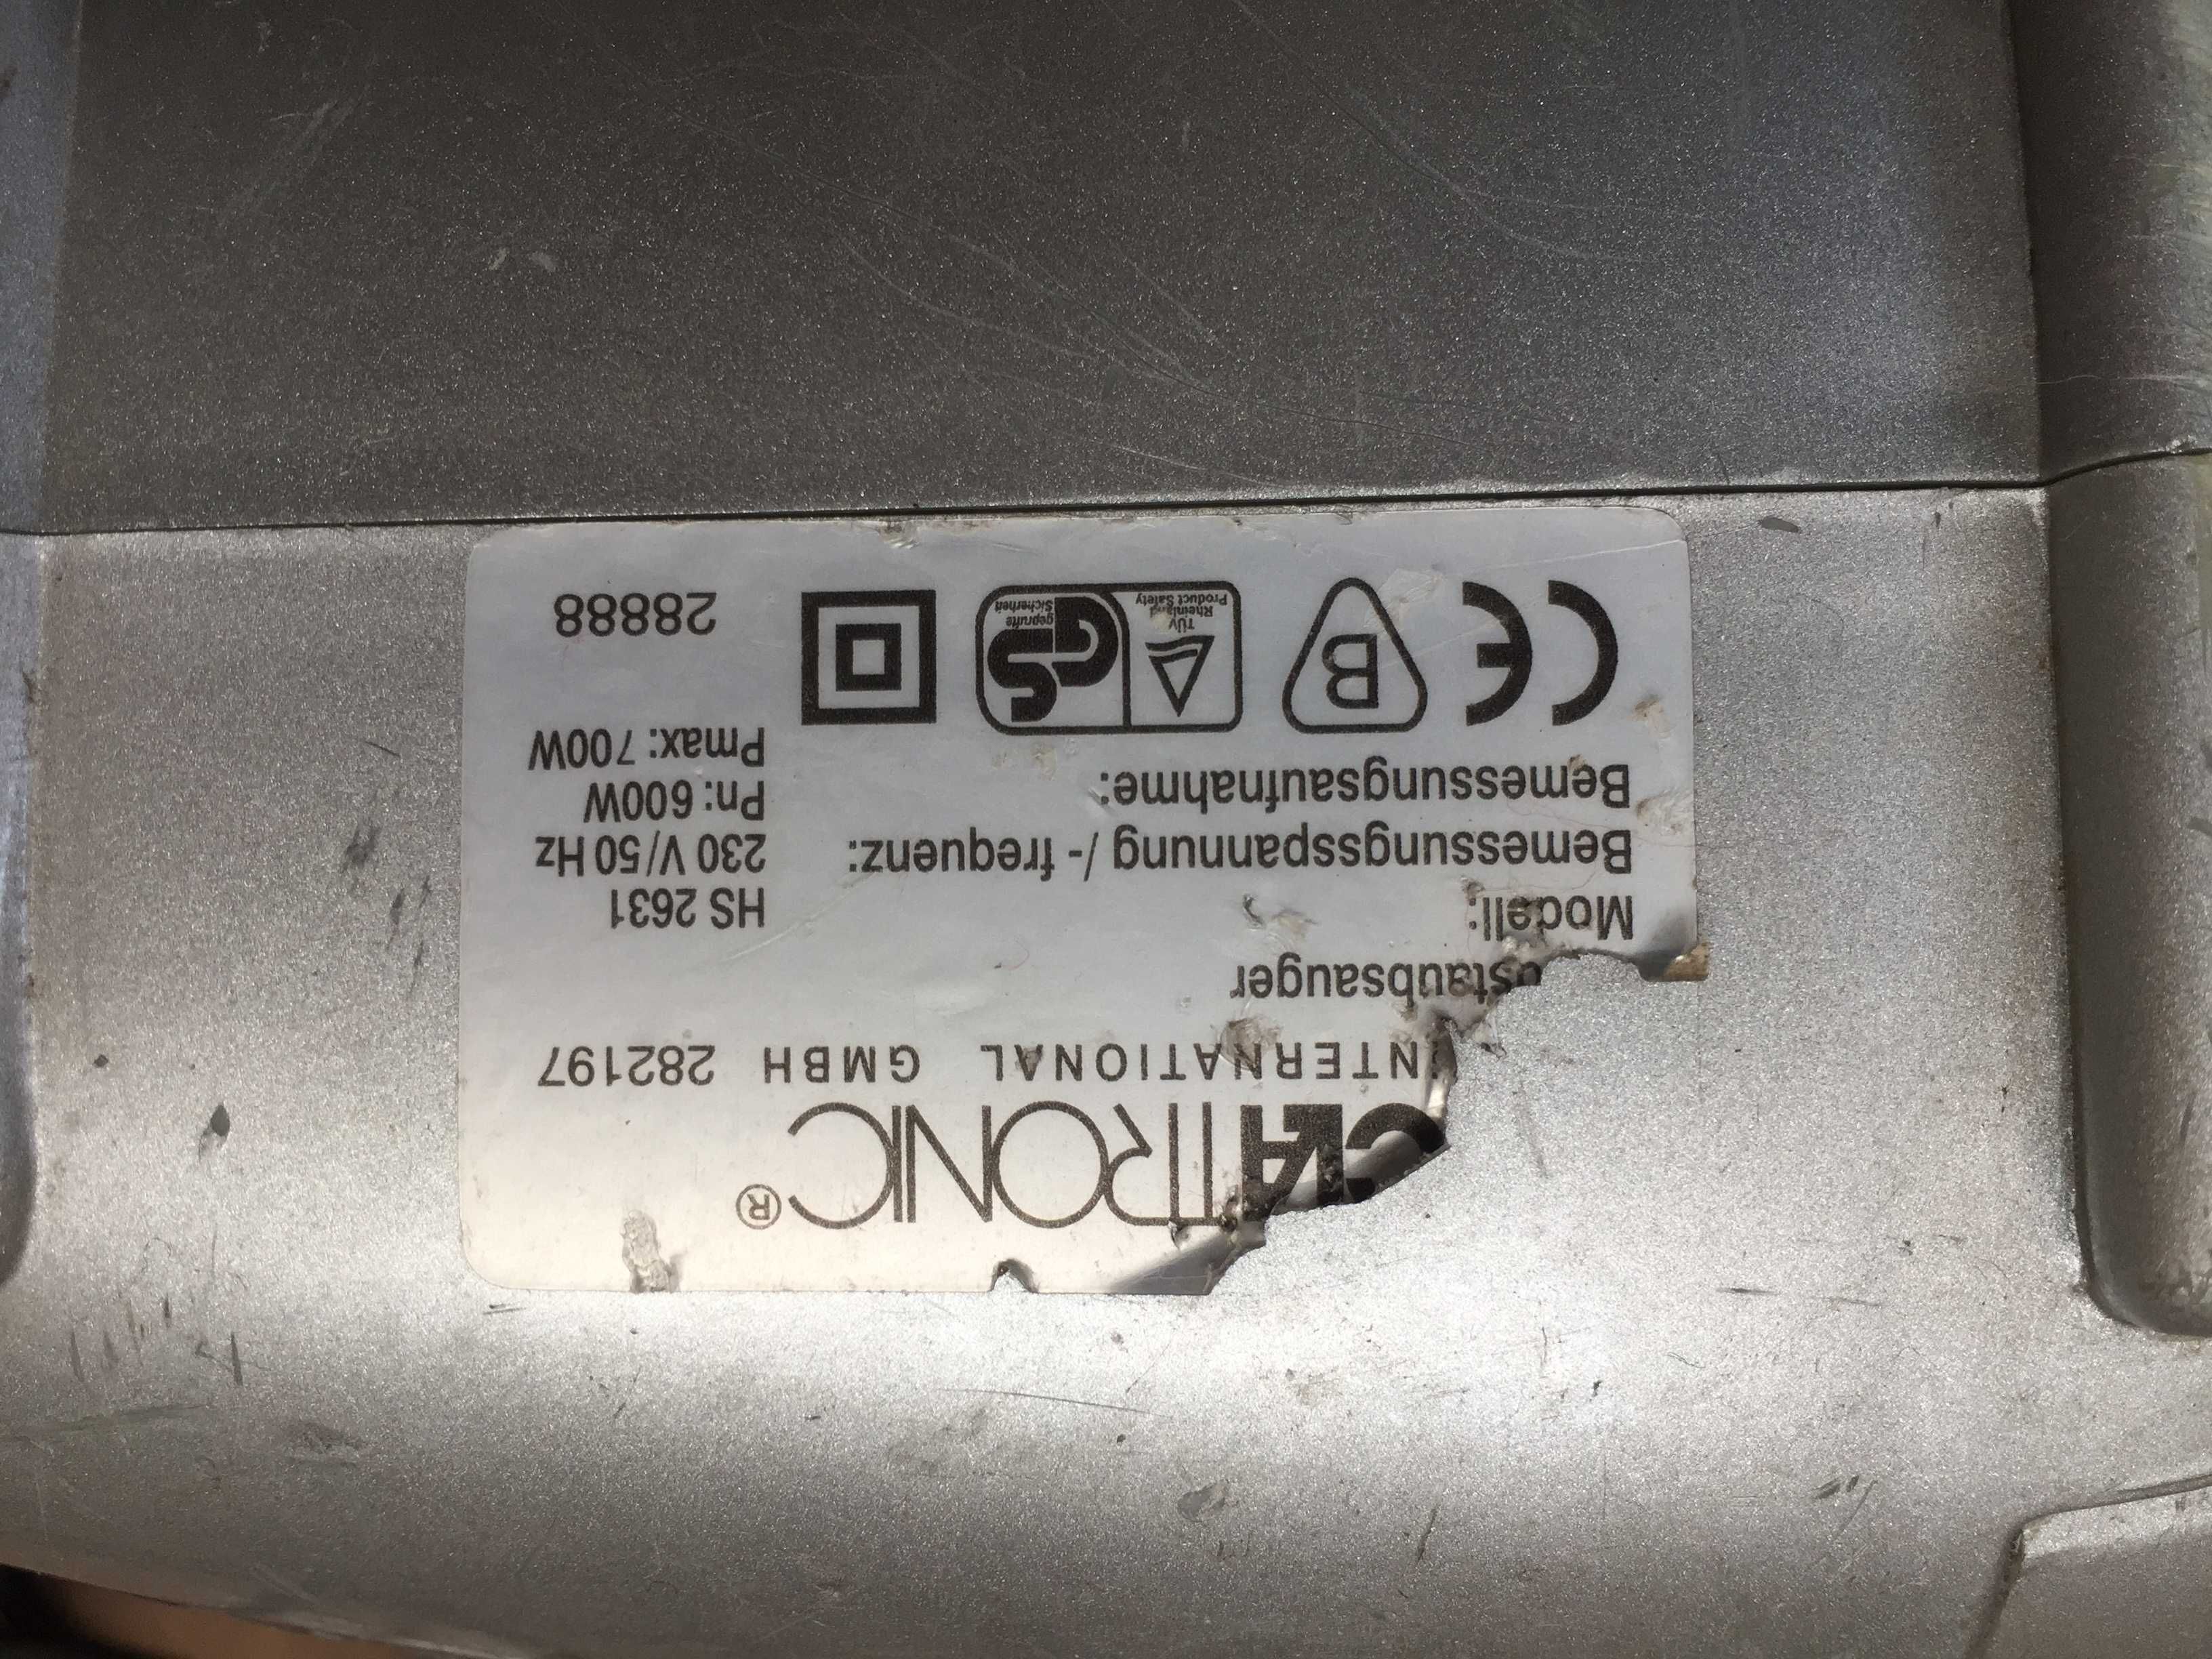 CLATRONIC®
INTERNATIONAL GMBH 282197
staubsauger
Modell: HS 2631
Bemessungsspannung /- frequenz: 230 V/50 Hz
Bemessungsaufnahme: Pn: 600W
Pmax: 700W
CE B TÜV Rheinland Product Safety GS geprüfte Sicherheit 28888